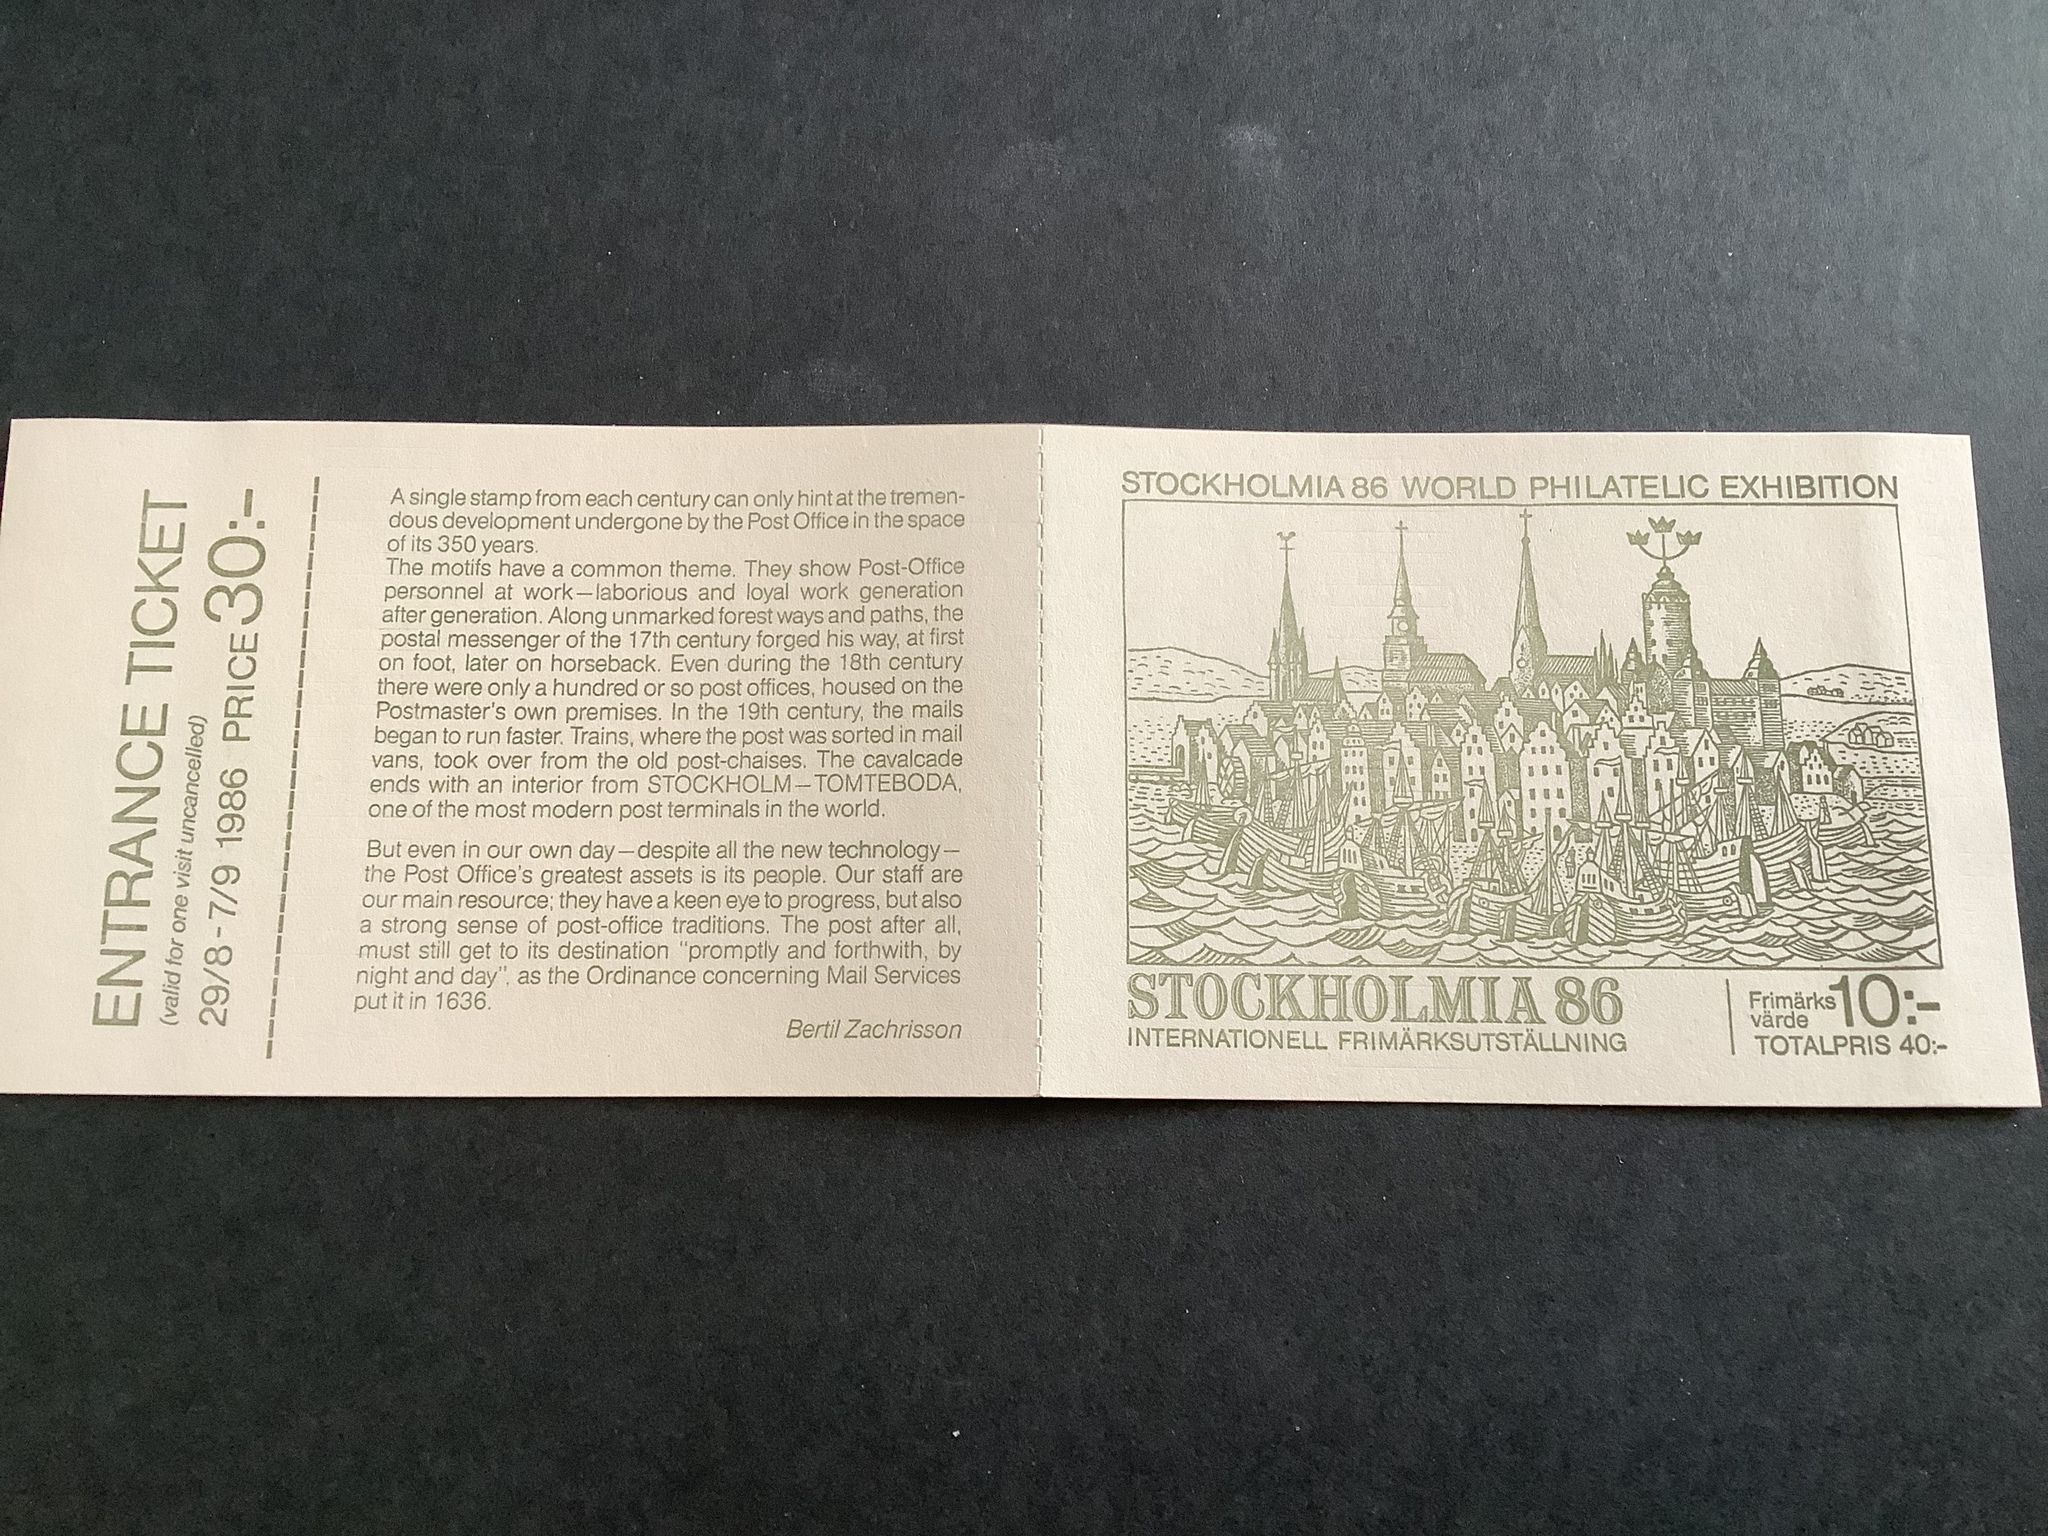 ENTRANCE TICKET
(valid for one visit uncancelled)
29/8 - 7/9 1986 PRICE 30:-
A single stamp from each century can only hint at the tremen-
dous development undergone by the Post Office in the space
of its 350 years.
The motifs have a common theme. They show Post-Office
personnel at work—laborious and loyal work generation
after generation. Along unmarked forest ways and paths, the
postal messenger of the 17th century forged his way, at first
on foot, later on horseback. Even during the 18th century
there were only a hundred or so post offices, housed on the
Postmaster's own premises. In the 19th century, the mails
began to run faster. Trains, where the post was sorted in mail
vans, took over from the old post-chaises. The cavalcade
ends with an interior from STOCKHOLM—TOMTEBODA,
one of the most modern post terminals in the world.
But even in our own day—despite all the new technology—
the Post Office's greatest assets is its people. Our staff are
our main resource; they have a keen eye to progress, but also
a strong sense of post-office traditions. The post after all,
must still get to its destination "promptly and forthwith, by
night and day", as the Ordinance concerning Mail Services
put it in 1636.
Bertil Zachrisson
STOCKHOLMIA 86 WORLD PHILATELIC EXHIBITION
STOCKHOLMIA 86
INTERNATIONELL FRIMÄRKSUTSTÄLLNING
Frimärks
värde 10:-
TOTALPRIS 40:-